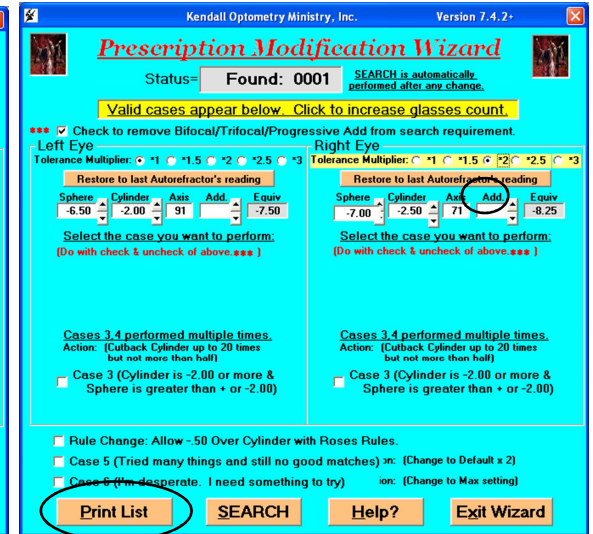 Kendall Optometry Ministry, Inc. Version 7.4.2+
Prescription Modification Wizard
Status= Found: 0001 SEARCH is automatically
performed after any change.
Valid cases appear below. Click to increase glasses count.
*** Check to remove Bifocal/Trifocal/Progressive Add from search requirement.
Left Eye
Tolerance Multiplier: *1 *1.5 *2 *2.5 *3
Restore to last Autorefractor's reading
Sphere Cylinder Axis Add. Equiv
-6.50 -2.00 91 -7.50
Select the case you want to perform:
(Do with check & uncheck of above.*** )
Cases 3,4 performed multiple times.
Action: (Cutback Cylinder up to 20 times
but not more than half)
Case 3 (Cylinder is -2.00 or more &
Sphere is greater than + or -2.00)
Right Eye
Tolerance Multiplier: *1 *1.5 *2 *2.5 *3
Restore to last Autorefractor's reading
Sphere Cylinder Axis Add. Equiv
-7.00 -2.50 71 -8.25
Select the case you want to perform:
(Do with check & uncheck of above.*** )
Cases 3,4 performed multiple times.
Action: (Cutback Cylinder up to 20 times
but not more than half)
Case 3 (Cylinder is -2.00 or more &
Sphere is greater than + or -2.00)
Rule Change: Allow -.50 Over Cylinder with Roses Rules.
Case 5 (Tried many things and still no good matches) on: (Change to Default x 2)
Case 6 (I'm desperate. I need something to try) ion: (Change to Max setting)
Print List SEARCH Help? Exit Wizard